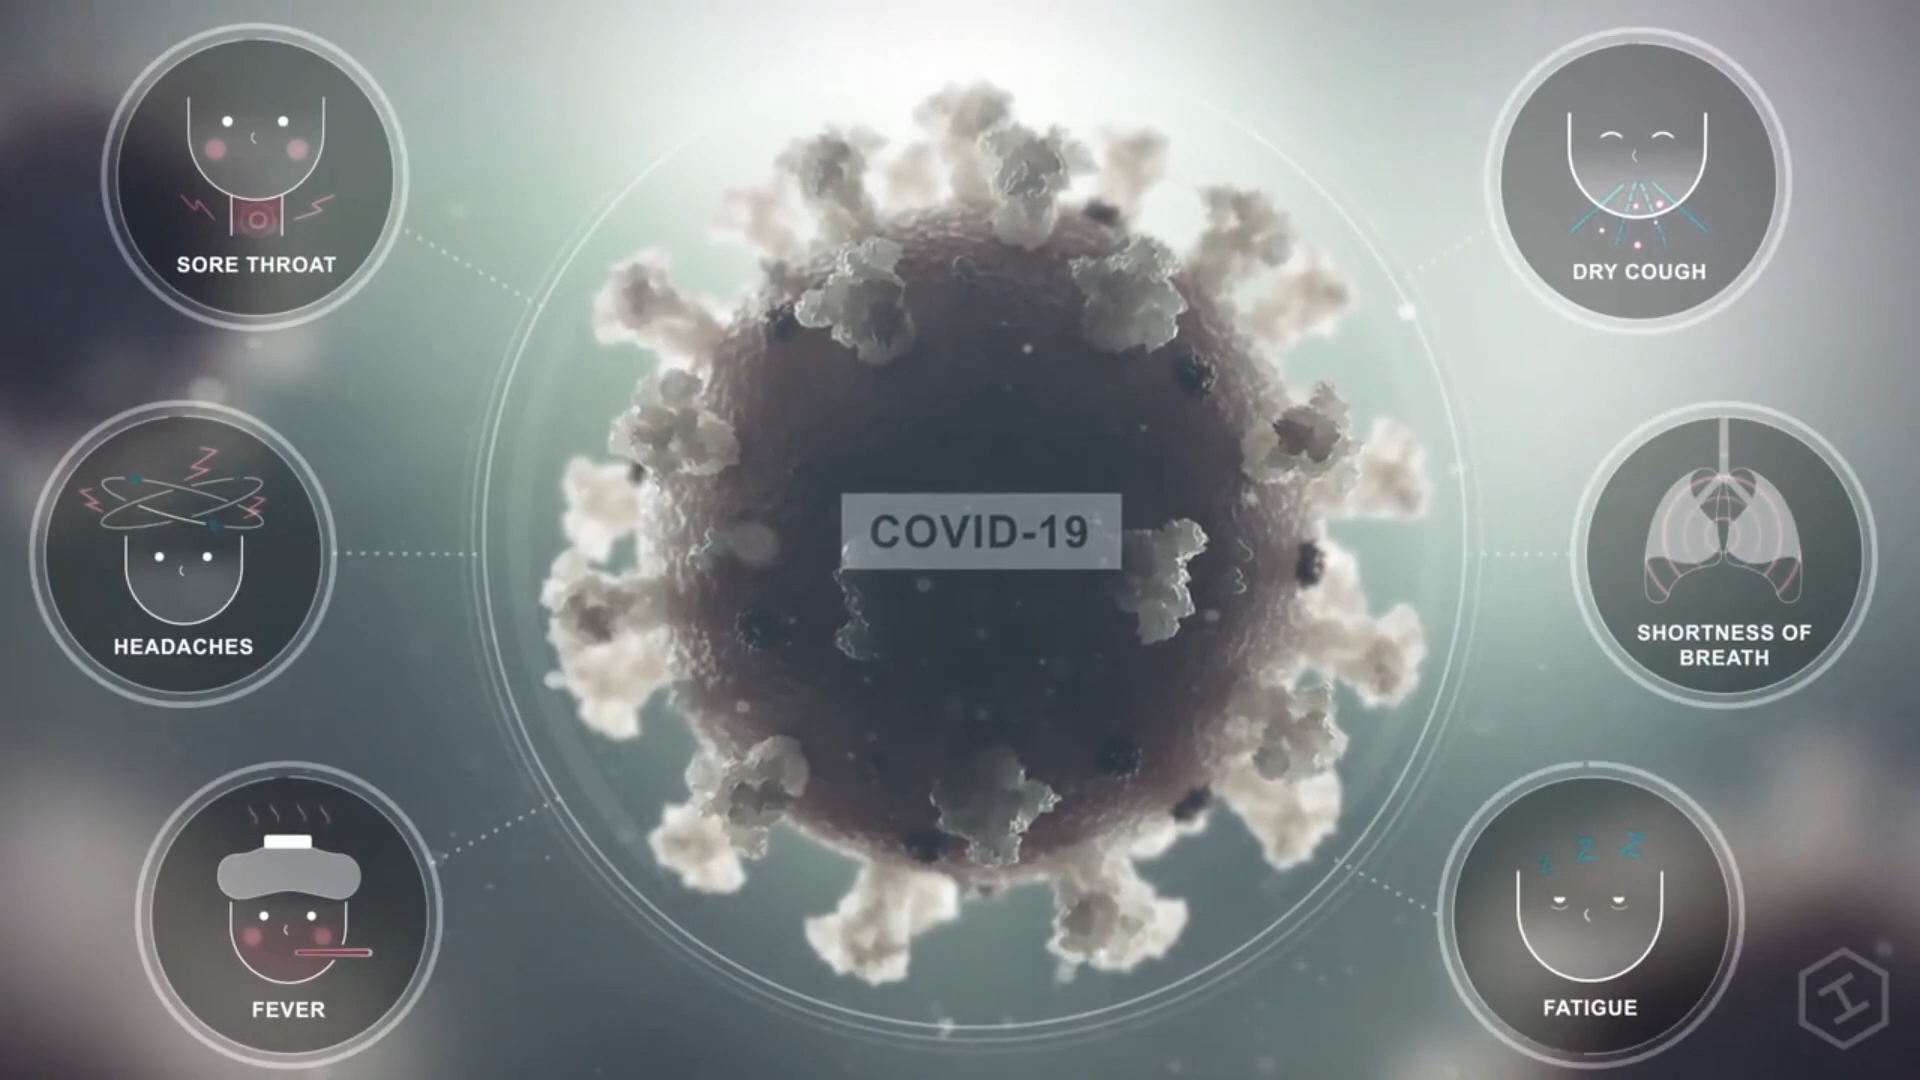 SORE THROAT
DRY COUGH
COVID-19
HEADACHES
SHORTNESS OF
BREATH
FEVER
Z Z Z
FATIGUE